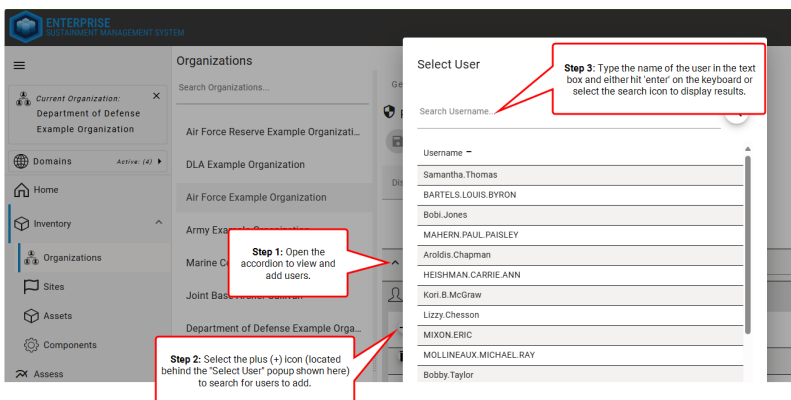 ENTERPRISE
SUSTAINMENT MANAGEMENT SYSTEM
Current Organization:
Department of Defense
Example Organization
Domains
Active: (4)
Home
Inventory
Organizations
Sites
Assets
Components
Assess
Organizations
Search Organizations...
Air Force Reserve Example Organizati...
DLA Example Organization
Air Force Example Organization
Marine
Department of Defense Example Orga...
Step 1: Open the
accordion to view and
add users.
Step 2: Select the plus (+) icon (located
behind the "Select User" popup shown here)
to search for users to add.
Select User
Step 3: Type the name of the user in the text
box and either hit 'enter' on the keyboard or
select the search icon to display results.
Search Username...
Username
Samantha.Thomas
BARTELS.LOUIS.BYRON
Bobi.Jones
MAHERN.PAUL.PAISLEY
Aroldis.Chapman
HEISHMAN.CARRIE.ANN
Kori.B.McGraw
Lizzy.Chesson
MIXON.ERIC
MOLLINEAUX.MICHAEL.RAY
Bobby.Taylor